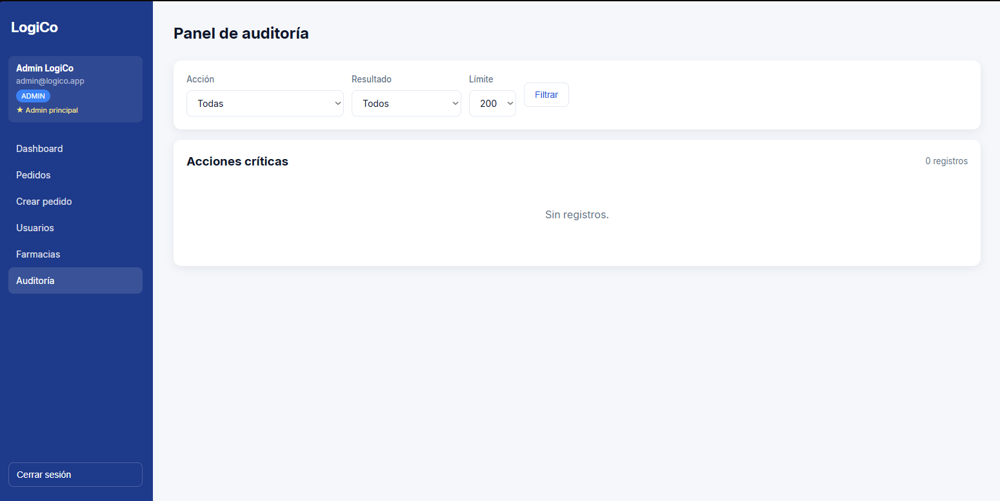 LogiCo
Admin LogiCo
admin@logico.app
ADMIN
★ Admin principal
Dashboard
Pedidos
Crear pedido
Usuarios
Farmacias
Auditoría
Cerrar sesión
Panel de auditoría
Acción
Resultado
Límite
Todas
Todos
200
Filtrar
Acciones críticas
0 registros
Sin registros.